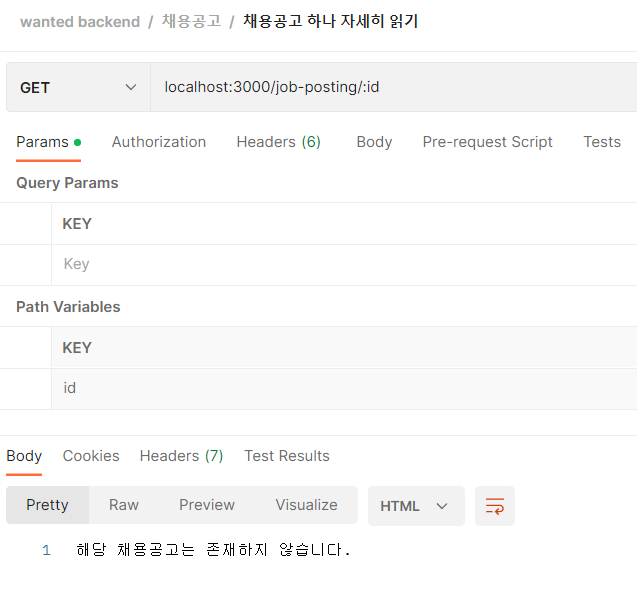 wanted backend / 채용공고 / 채용공고 하나 자세히 읽기
GET localhost:3000/job-posting/:id
Params Authorization Headers (6) Body Pre-request Script Tests
Query Params
KEY
Key
Path Variables
KEY
id
Body Cookies Headers (7) Test Results
Pretty Raw Preview Visualize HTML
1 해당 채용공고는 존재하지 않습니다.